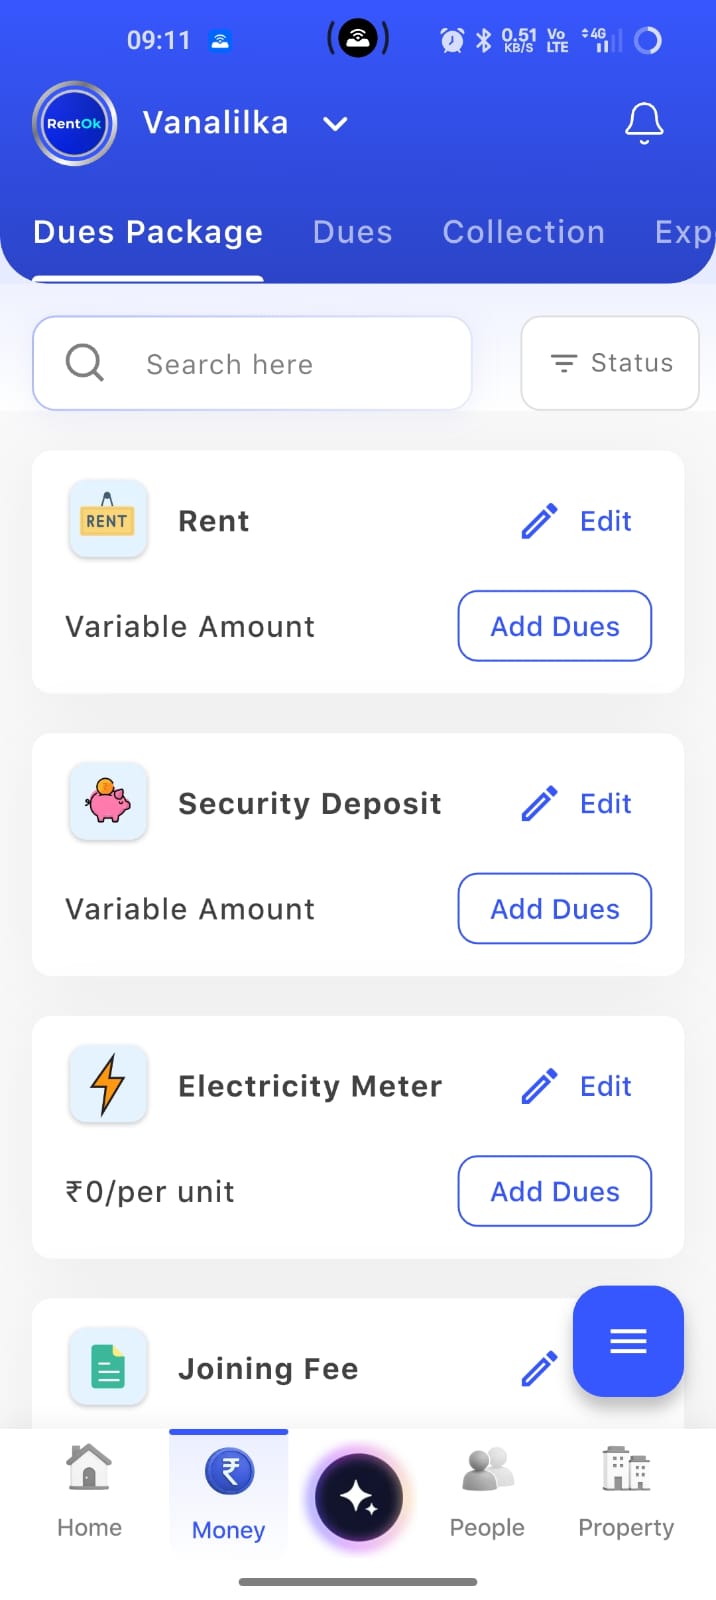 09:11 0.51 KB/S Vo LTE 4G
RentOk Vanalilka
Dues Package Dues Collection Exp
Search here Status
RENT Rent Edit
Variable Amount Add Dues
Security Deposit Edit
Variable Amount Add Dues
Electricity Meter Edit
₹0/per unit Add Dues
Joining Fee
₹
Home Money People Property